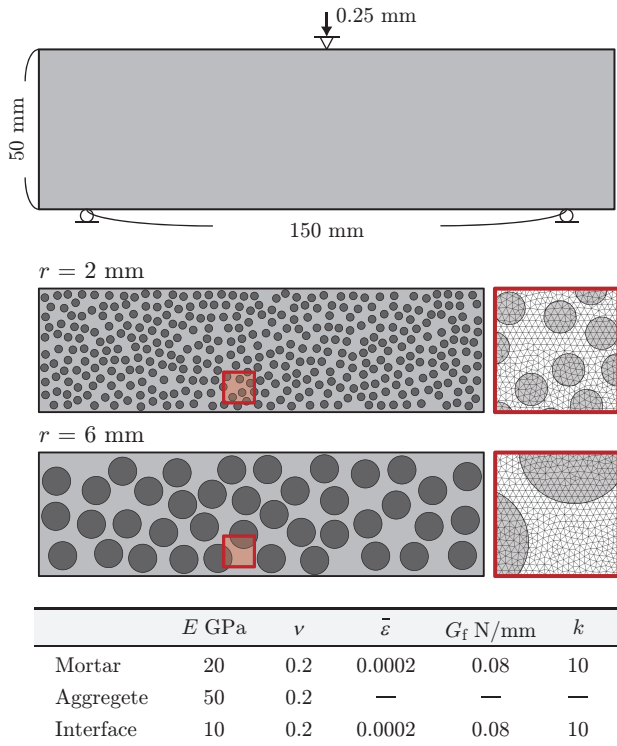 0.25 mm
50 mm
150 mm
r = 2 mm
r = 6 mm
E GPa ν ε̄ G_f N/mm k
Mortar 20 0.2 0.0002 0.08 10
Aggregete 50 0.2 — — —
Interface 10 0.2 0.0002 0.08 10